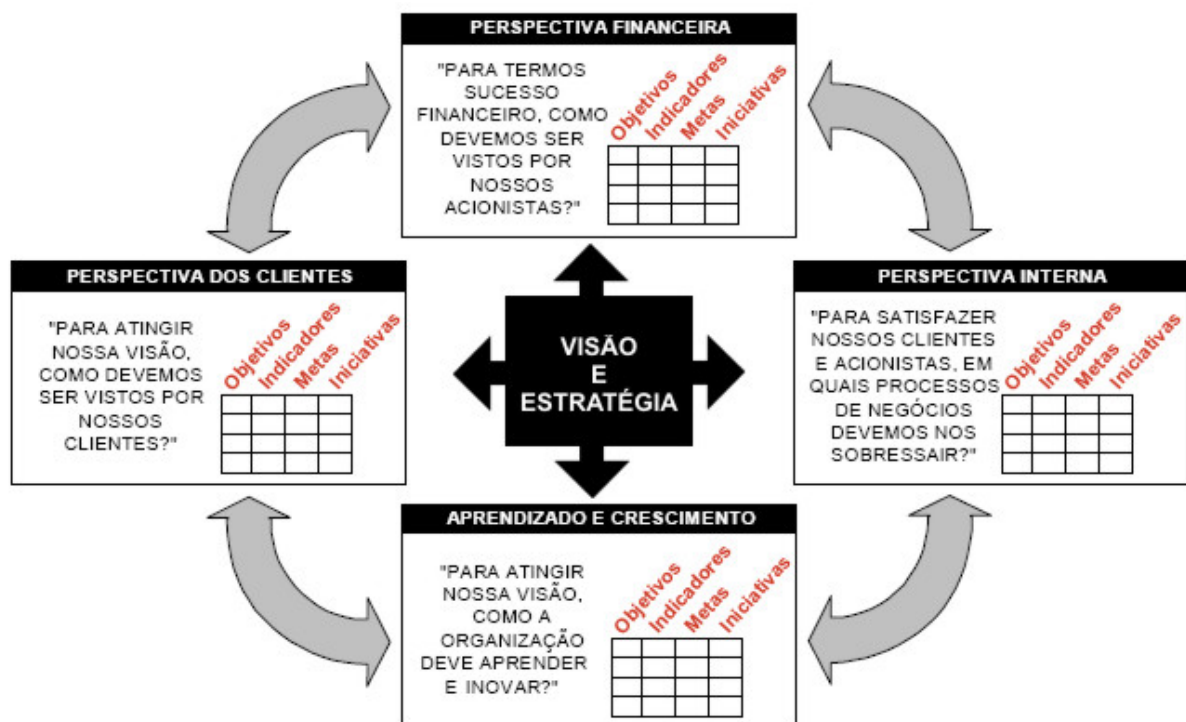 PERSPECTIVA FINANCEIRA
"PARA TERMOS
SUCESSO
FINANCEIRO, COMO
DEVEMOS SER
VISTOS POR
NOSSOS
ACIONISTAS?"
Objetivos
Indicadores
Metas
Iniciativas
PERSPECTIVA DOS CLIENTES
"PARA ATINGIR
NOSSA VISÃO,
COMO DEVEMOS
SER VISTOS POR
NOSSOS
CLIENTES?"
Objetivos
Indicadores
Metas
Iniciativas
VISÃO
E
ESTRATÉGIA
PERSPECTIVA INTERNA
"PARA SATISFAZER
NOSSOS CLIENTES
E ACIONISTAS, EM
QUAIS PROCESSOS
DE NEGÓCIOS
DEVEMOS NOS
SOBRESSAIR?"
Objetivos
Indicadores
Metas
Iniciativas
APRENDIZADO E CRESCIMENTO
"PARA ATINGIR
NOSSA VISÃO,
COMO A
ORGANIZAÇÃO
DEVE APRENDER
E INOVAR?"
Objetivos
Indicadores
Metas
Iniciativas